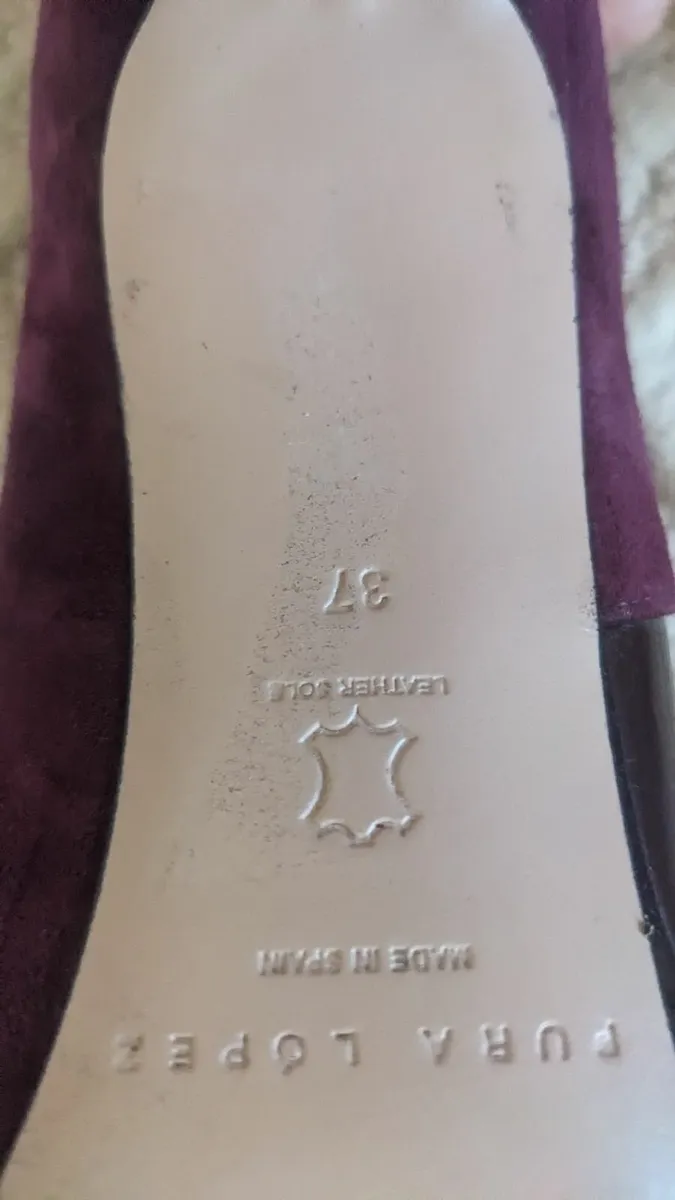 PURA LÓPEZ
MADE IN SPAIN
LEATHER SOLE
37